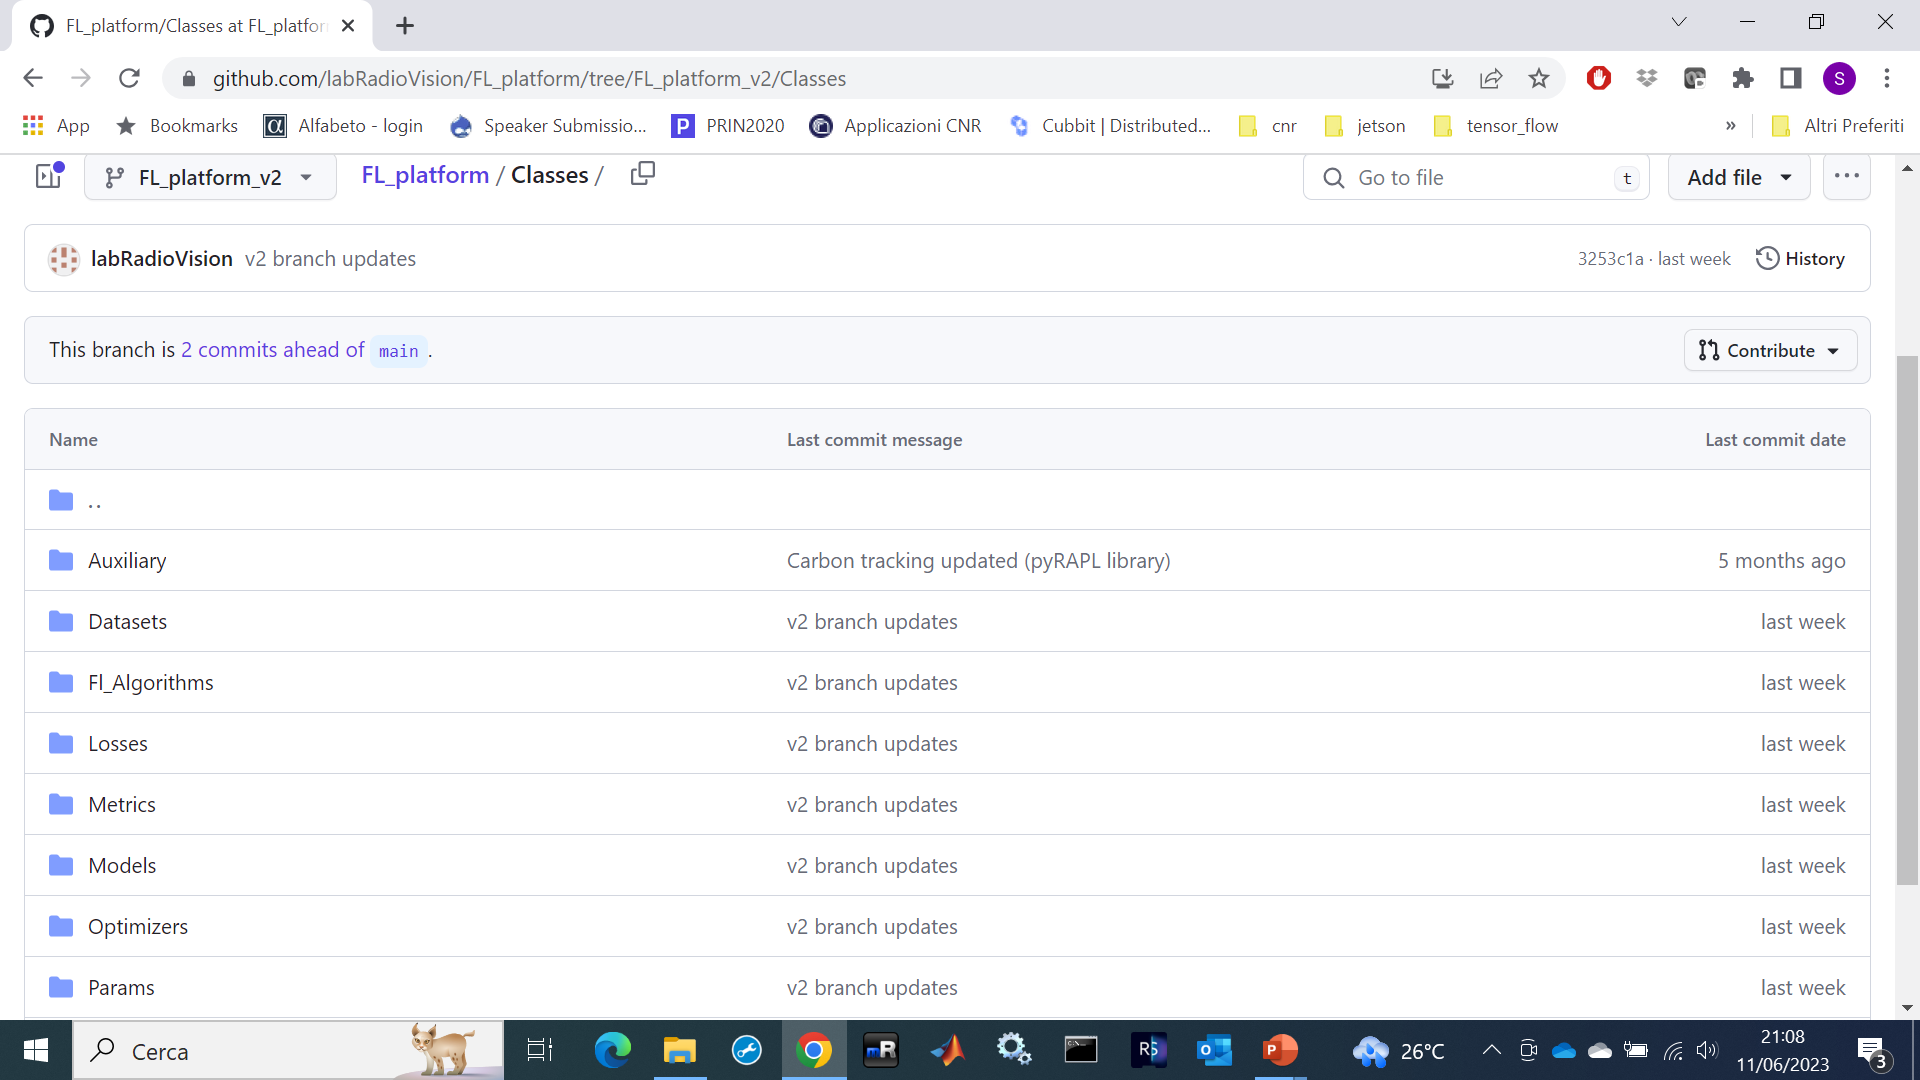 FL_platform/Classes at FL_platfor
github.com/labRadioVision/FL_platform/tree/FL_platform_v2/Classes
S
App Bookmarks Alfabeto - login Speaker Submissio... PRIN2020 Applicazioni CNR Cubbit | Distributed... cnr jetson tensor_flow » Altri Preferiti
FL_platform_v2 FL_platform / Classes / Go to file t Add file
labRadioVision v2 branch updates 3253c1a · last week History
This branch is 2 commits ahead of main . Contribute
Name Last commit message Last commit date
..
Auxiliary Carbon tracking updated (pyRAPL library) 5 months ago
Datasets v2 branch updates last week
Fl_Algorithms v2 branch updates last week
Losses v2 branch updates last week
Metrics v2 branch updates last week
Models v2 branch updates last week
Optimizers v2 branch updates last week
Params v2 branch updates last week
Cerca mR RS P 26°C 21:08
11/06/2023 3